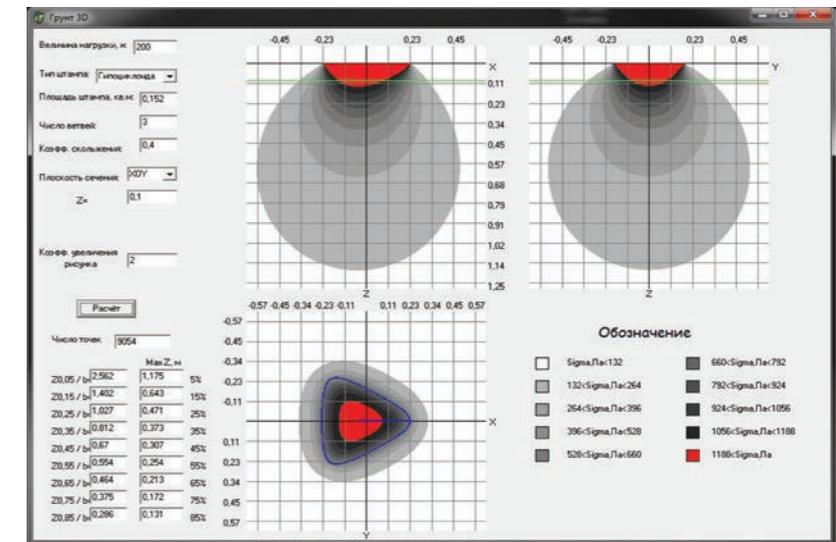 Грунт 3D
Величина нагрузки, н: 200
Тип штампа: Гипоциклоида
Площадь штампа, кв.м: 0,152
Число ветвей: 3
Коэфф. скольжения: 0,4
Плоскость сечения: X0Y
Z= 0,1
Коэфф. увеличения
рисунка 2
Расчёт
Число точек: 9054
Макс Z, м
Z0,05 / b= 2,562 1,175 5%
Z0,15 / b= 1,402 0,643 15%
Z0,25 / b= 1,027 0,471 25%
Z0,35 / b= 0,812 0,373 35%
Z0,45 / b= 0,67 0,307 45%
Z0,55 / b= 0,554 0,254 55%
Z0,65 / b= 0,464 0,213 65%
Z0,75 / b= 0,375 0,172 75%
Z0,85 / b= 0,286 0,131 85%
-0,45 -0,23 0,23 0,45
X
0,11
0,23
0,34
0,45
0,57
0,68
0,79
0,91
1,02
1,14
1,25
Z
-0,45 -0,23 0,23 0,45
Y
Z
-0,57 -0,45 -0,34 -0,23 -0,11 0,11 0,23 0,34 0,45 0,57
-0,57
-0,45
-0,34
-0,23
-0,11
X
0,11
0,23
0,34
0,45
0,57
Y
Обозначение
Sigma,Па<132
132<Sigma,Па<264
264<Sigma,Па<396
396<Sigma,Па<528
528<Sigma,Па<660
660<Sigma,Па<792
792<Sigma,Па<924
924<Sigma,Па<1056
1056<Sigma,Па<1188
1188<Sigma,Па